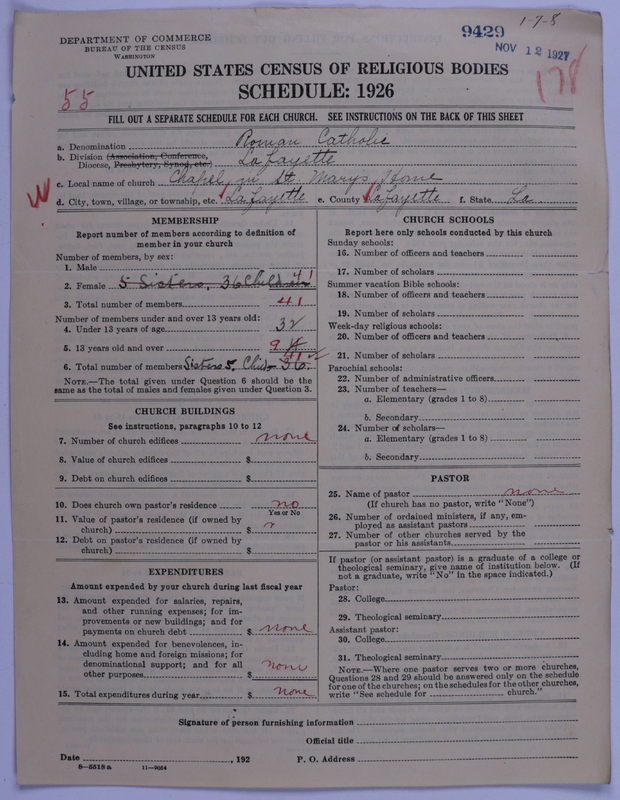 1-7-8
DEPARTMENT OF COMMERCE
BUREAU OF THE CENSUS
WASHINGTON
9429
NOV 12 1927
178
UNITED STATES CENSUS OF RELIGIOUS BODIES
SCHEDULE: 1926
55
FILL OUT A SEPARATE SCHEDULE FOR EACH CHURCH. SEE INSTRUCTIONS ON THE BACK OF THIS SHEET
a. Denomination Roman Catholic
b. Division (Association, Conference, Diocese, Presbytery, Synod, etc.) Lafayette
c. Local name of church Chapel in St. Marys Home
W
d. City, town, village, or township, etc. Lafayette e. County Lafayette f. State La
MEMBERSHIP
Report number of members according to definition of
member in your church
Number of members, by sex:
1. Male
2. Female 5 Sisters, 36 Children 41
3. Total number of members 41
Number of members under and over 13 years old:
4. Under 13 years of age 32
5. 13 years old and over 9
6. Total number of members Sisters 5. Child 36. 41
NOTE.—The total given under Question 6 should be the
same as the total of males and females given under Question 3.
CHURCH BUILDINGS
See instructions, paragraphs 10 to 12
7. Number of church edifices none
8. Value of church edifices $
9. Debt on church edifices $
10. Does church own pastor's residence no
Yes or No
11. Value of pastor's residence (if owned by
church) $
12. Debt on pastor's residence (if owned by
church) $
EXPENDITURES
Amount expended by your church during last fiscal year
13. Amount expended for salaries, repairs,
and other running expenses; for im-
provements or new buildings; and for
payments on church debt $ none
14. Amount expended for benevolences, in-
cluding home and foreign missions; for
denominational support; and for all
other purposes $ none
15. Total expenditures during year $ none
CHURCH SCHOOLS
Report here only schools conducted by this church
Sunday schools:
16. Number of officers and teachers
17. Number of scholars
Summer vacation Bible schools:
18. Number of officers and teachers
19. Number of scholars
Week-day religious schools:
20. Number of officers and teachers
21. Number of scholars
Parochial schools:
22. Number of administrative officers
23. Number of teachers—
a. Elementary (grades 1 to 8)
b. Secondary
24. Number of scholars—
a. Elementary (grades 1 to 8)
b. Secondary
PASTOR
25. Name of pastor none
(If church has no pastor, write "None")
26. Number of ordained ministers, if any, em-
ployed as assistant pastors
27. Number of other churches served by the
pastor or his assistants
If pastor (or assistant pastor) is a graduate of a college or
theological seminary, give name of institution below. (If
not a graduate, write "No" in the space indicated.)
Pastor:
28. College
29. Theological seminary
Assistant pastor:
30. College
31. Theological seminary
NOTE.—Where one pastor serves two or more churches,
Questions 28 and 29 should be answered only on the schedule
for one of the churches; on the schedules for the other churches,
write "See schedule for church."
Signature of person furnishing information
Official title
Date , 192 P. O. Address
8—5518a 11—9054